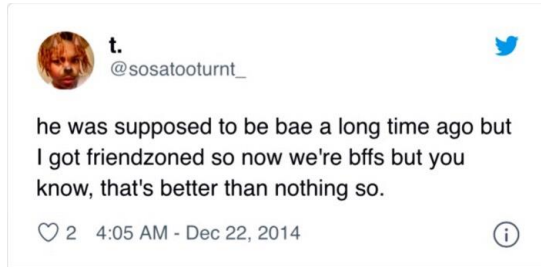 t.
@sosatooturnt_
he was supposed to be bae a long time ago but
I got friendzoned so now we're bffs but you
know, that's better than nothing so.
2 4:05 AM - Dec 22, 2014